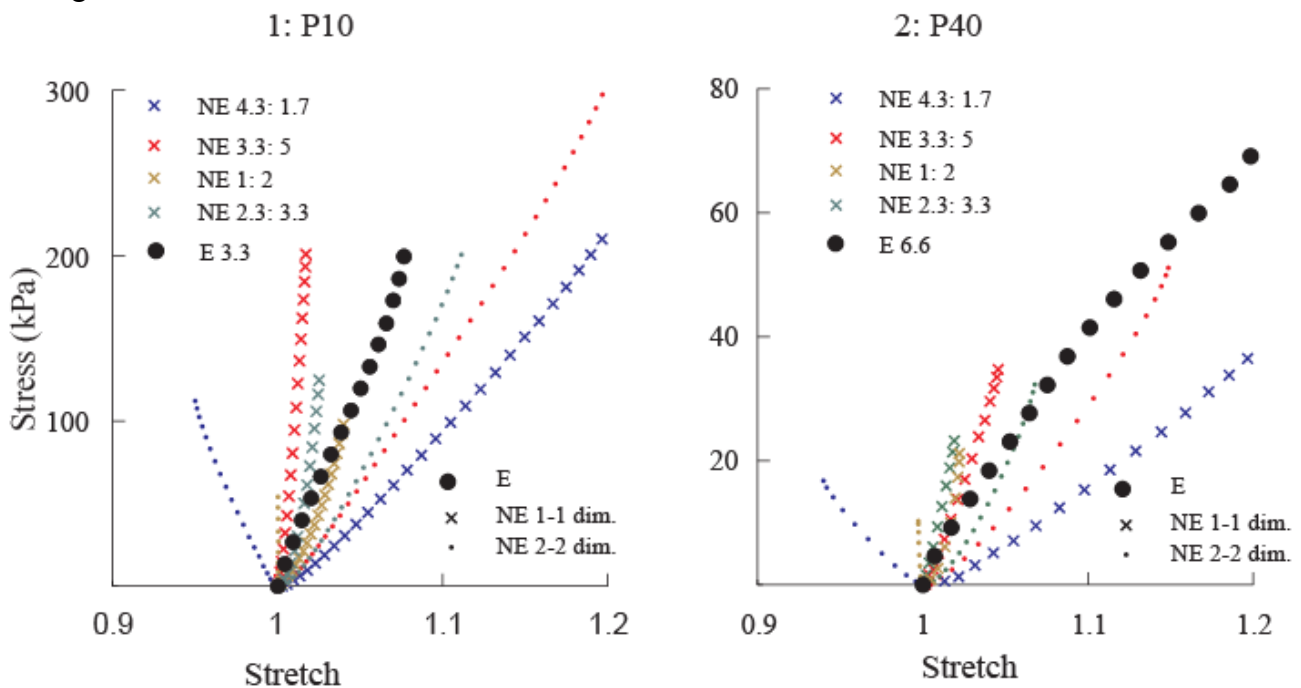 1: P10
300
200
100
Stress (kPa)
NE 4.3: 1.7
NE 3.3: 5
NE 1: 2
NE 2.3: 3.3
E 3.3
E
NE 1-1 dim.
NE 2-2 dim.
0.9
1
1.1
1.2
Stretch
2: P40
80
60
40
20
NE 4.3: 1.7
NE 3.3: 5
NE 1: 2
NE 2.3: 3.3
E 6.6
E
NE 1-1 dim.
NE 2-2 dim.
0.9
1
1.1
1.2
Stretch